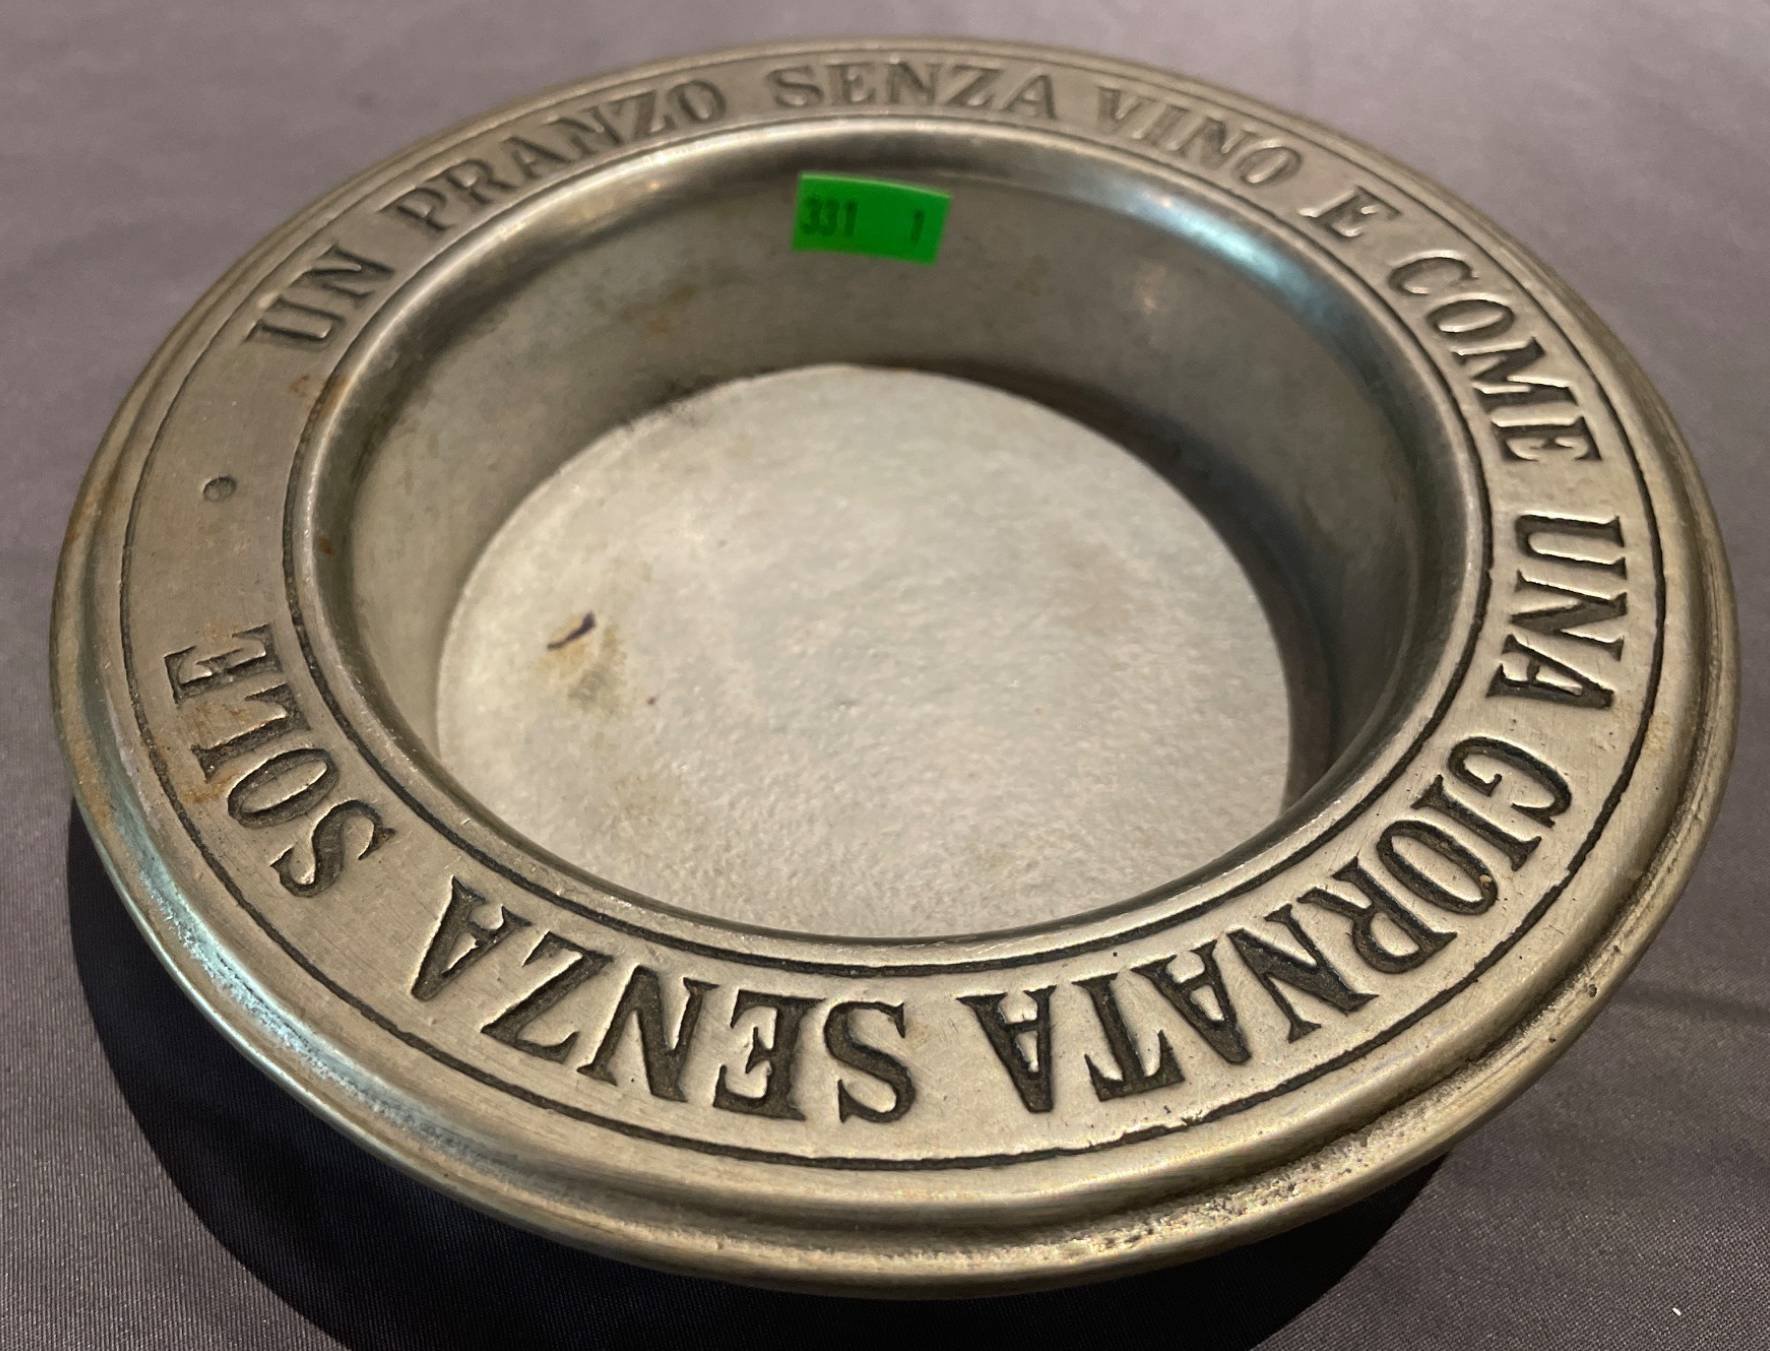 UN PRANZO SENZA VINO E COME UNA GIORNATA SENZA SOLE
331 1